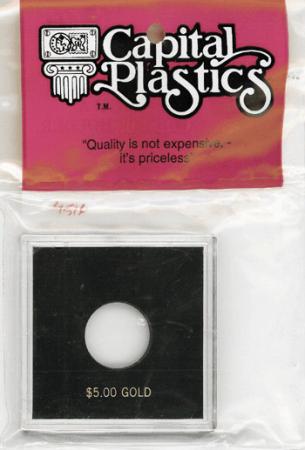 Capital
Plastics
T.M.
"Quality is not expensive -
it's priceless"
$5.00 GOLD